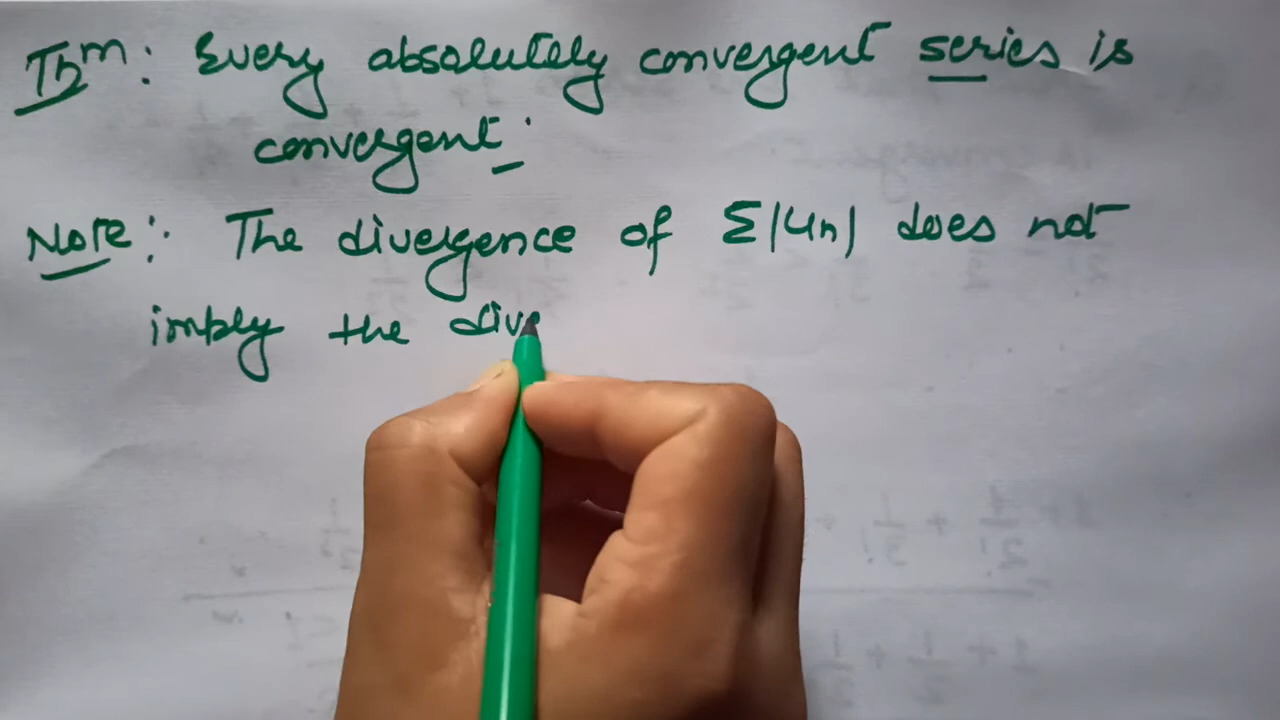 Thm: Every absolutely convergent series is
convergent.
Note: The divergence of Σ|un| does not
imply the dive